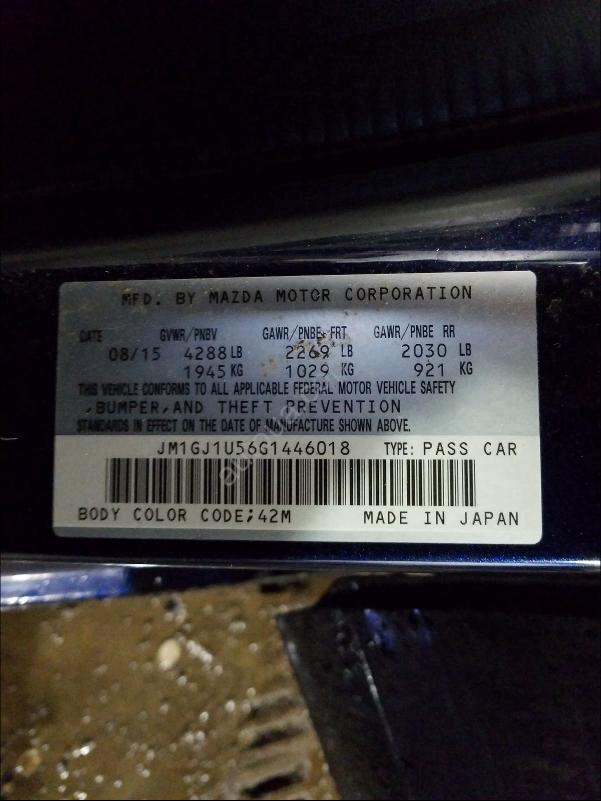 MFD. BY MAZDA MOTOR CORPORATION
DATE GVWR/PNBV GAWR/PNBE FRT GAWR/PNBE RR
08/15 4288 LB 2269 LB 2030 LB
1945 KG 1029 KG 921 KG
THIS VEHICLE CONFORMS TO ALL APPLICABLE FEDERAL MOTOR VEHICLE SAFETY
,BUMPER,AND THEFT PREVENTION
STANDARDS IN EFFECT ON THE DATE OF MANUFACTURE SHOWN ABOVE.
JM1GJ1U56G1446018 TYPE: PASS CAR
BODY COLOR CODE;42M MADE IN JAPAN